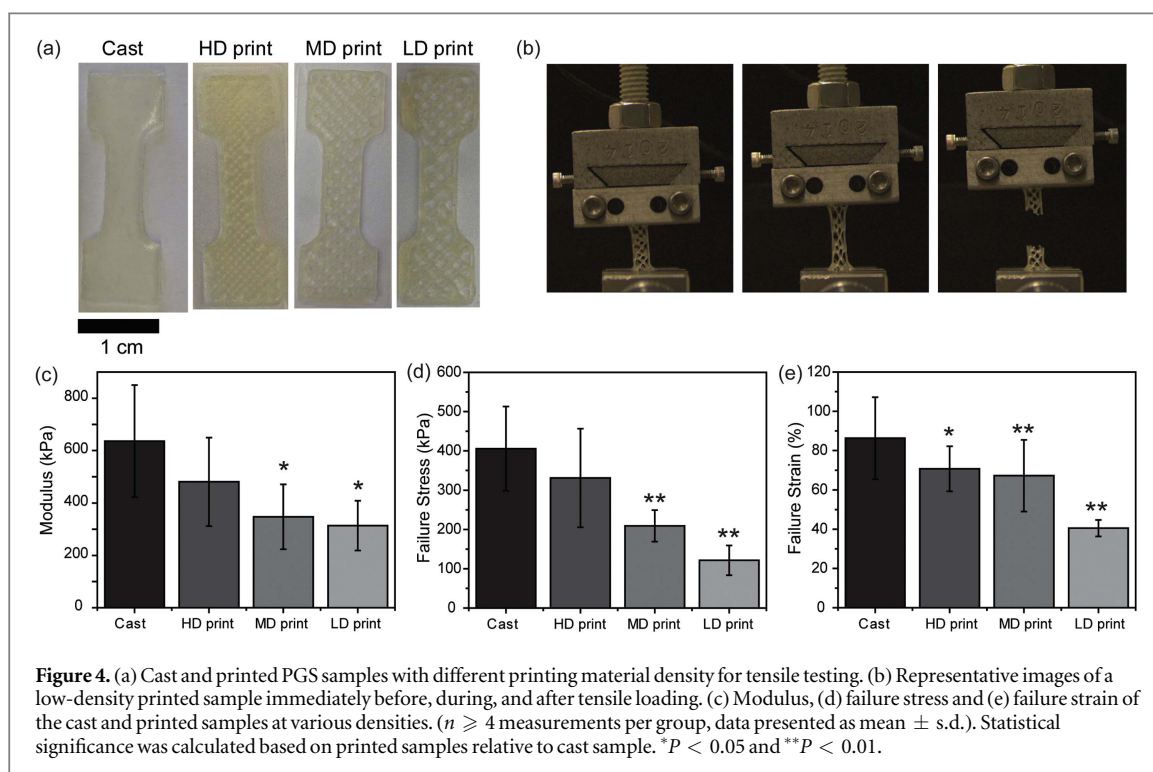 (a)
Cast HD print MD print LD print
1 cm
(b)
2014
2014
2014
(c)
Modulus (kPa)
800
600
400
200
0
Cast HD print MD print LD print
* *
(d)
Failure Stress (kPa)
600
500
400
300
200
100
0
Cast HD print MD print LD print
** **
(e)
Failure Strain (%)
120
100
80
60
40
20
0
Cast HD print MD print LD print
* ** **
Figure 4. (a) Cast and printed PGS samples with different printing material density for tensile testing. (b) Representative images of a
low-density printed sample immediately before, during, and after tensile loading. (c) Modulus, (d) failure stress and (e) failure strain of
the cast and printed samples at various densities. (n ⩾ 4 measurements per group, data presented as mean ± s.d.). Statistical
significance was calculated based on printed samples relative to cast sample. *P < 0.05 and **P < 0.01.